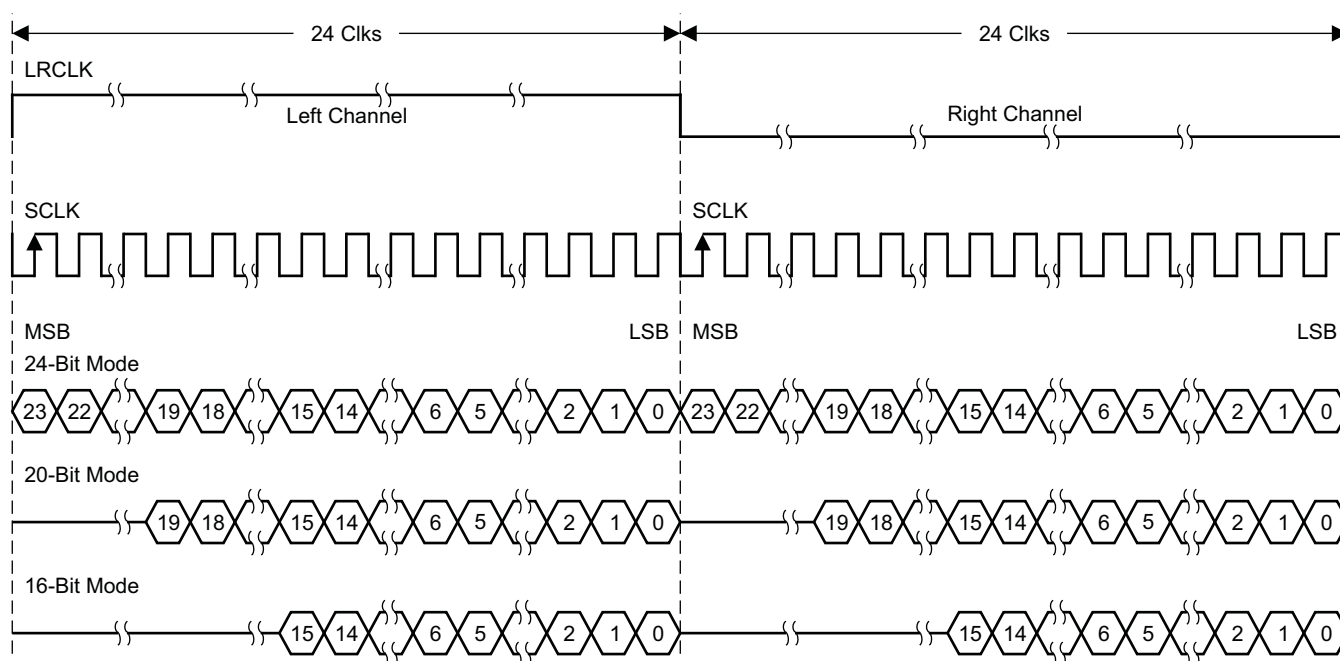 24 Clks 24 Clks
LRCLK
Left Channel Right Channel
SCLK SCLK
MSB LSB MSB LSB
24-Bit Mode
23 22 19 18 15 14 6 5 2 1 0 23 22 19 18 15 14 6 5 2 1 0
20-Bit Mode
19 18 15 14 6 5 2 1 0 19 18 15 14 6 5 2 1 0
16-Bit Mode
15 14 6 5 2 1 0 15 14 6 5 2 1 0